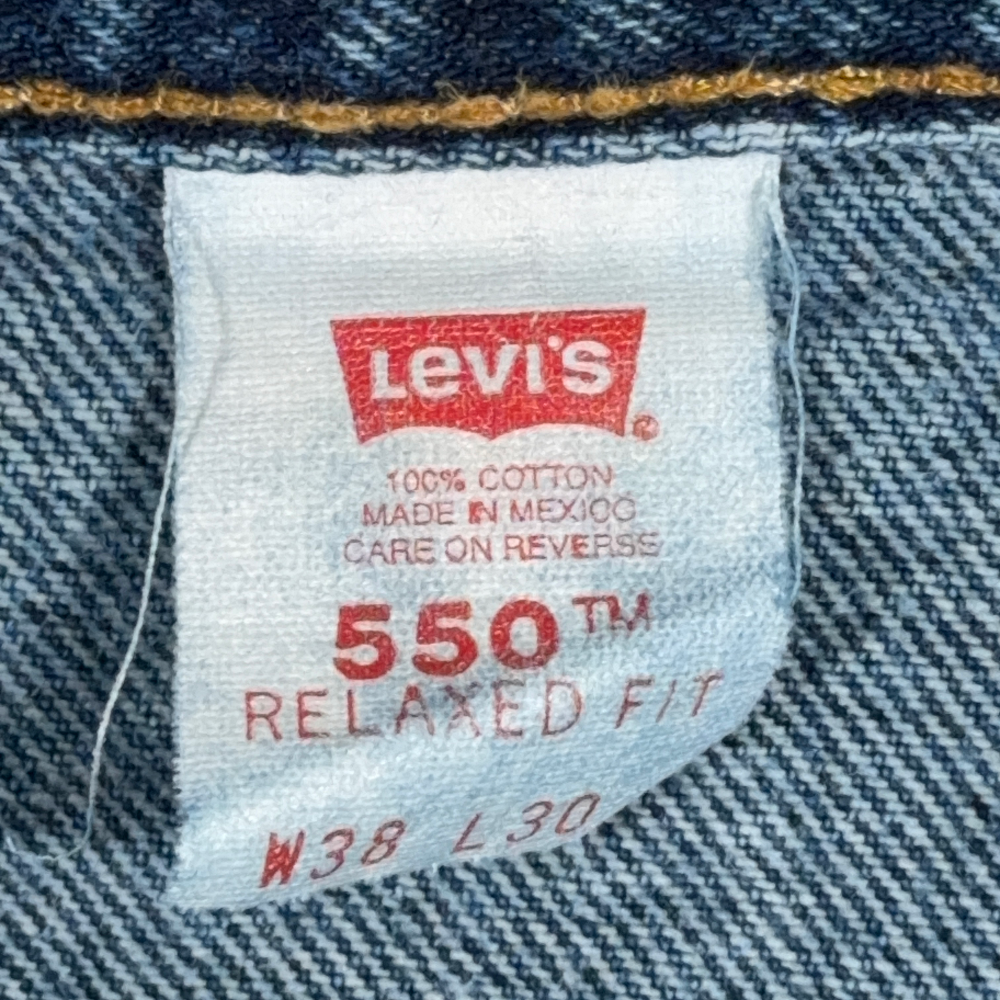 LEVI'S ®
100% COTTON
MADE IN MEXICO
CARE ON REVERSE
550™
RELAXED FIT
W38 L30